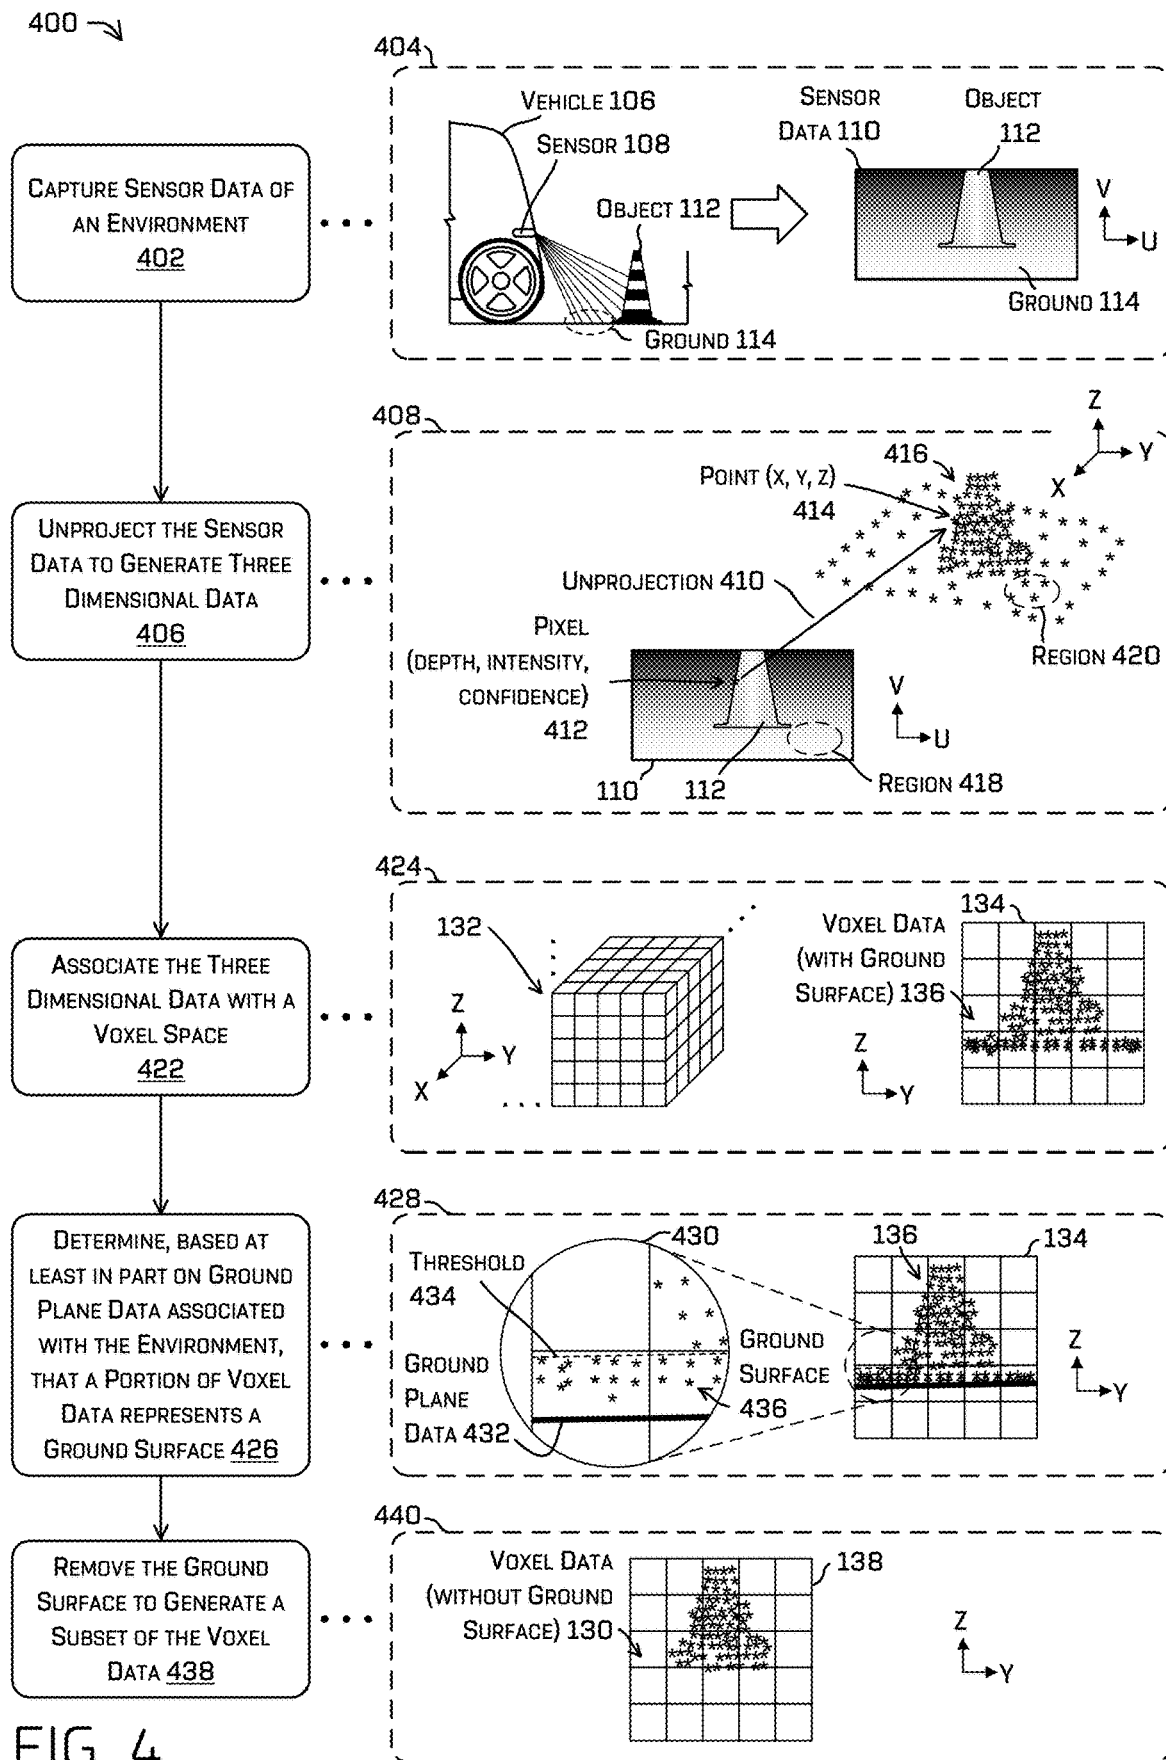 400
404
CAPTURE SENSOR DATA OF
AN ENVIRONMENT
402
VEHICLE 106
SENSOR 108
OBJECT 112
GROUND 114
SENSOR
DATA 110
OBJECT
112
V
U
GROUND 114
408
UNPROJECT THE SENSOR
DATA TO GENERATE THREE
DIMENSIONAL DATA
406
Z
Y
X
416
POINT (X, Y, Z)
414
UNPROJECTION 410
PIXEL
(DEPTH, INTENSITY,
CONFIDENCE)
412
REGION 420
V
U
110
112
REGION 418
424
ASSOCIATE THE THREE
DIMENSIONAL DATA WITH A
VOXEL SPACE
422
132
Z
Y
X
134
VOXEL DATA
(WITH GROUND
SURFACE) 136
Z
Y
428
DETERMINE, BASED AT
LEAST IN PART ON GROUND
PLANE DATA ASSOCIATED
WITH THE ENVIRONMENT,
THAT A PORTION OF VOXEL
DATA REPRESENTS A
GROUND SURFACE 426
430
THRESHOLD
434
GROUND
PLANE
DATA 432
GROUND
SURFACE
436
136
134
Z
Y
440
REMOVE THE GROUND
SURFACE TO GENERATE A
SUBSET OF THE VOXEL
DATA 438
VOXEL DATA
(WITHOUT GROUND
SURFACE) 130
138
Z
Y
FIG. 4